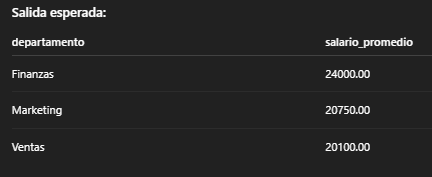 Salida esperada:
departamento salario_promedio
Finanzas 24000.00
Marketing 20750.00
Ventas 20100.00